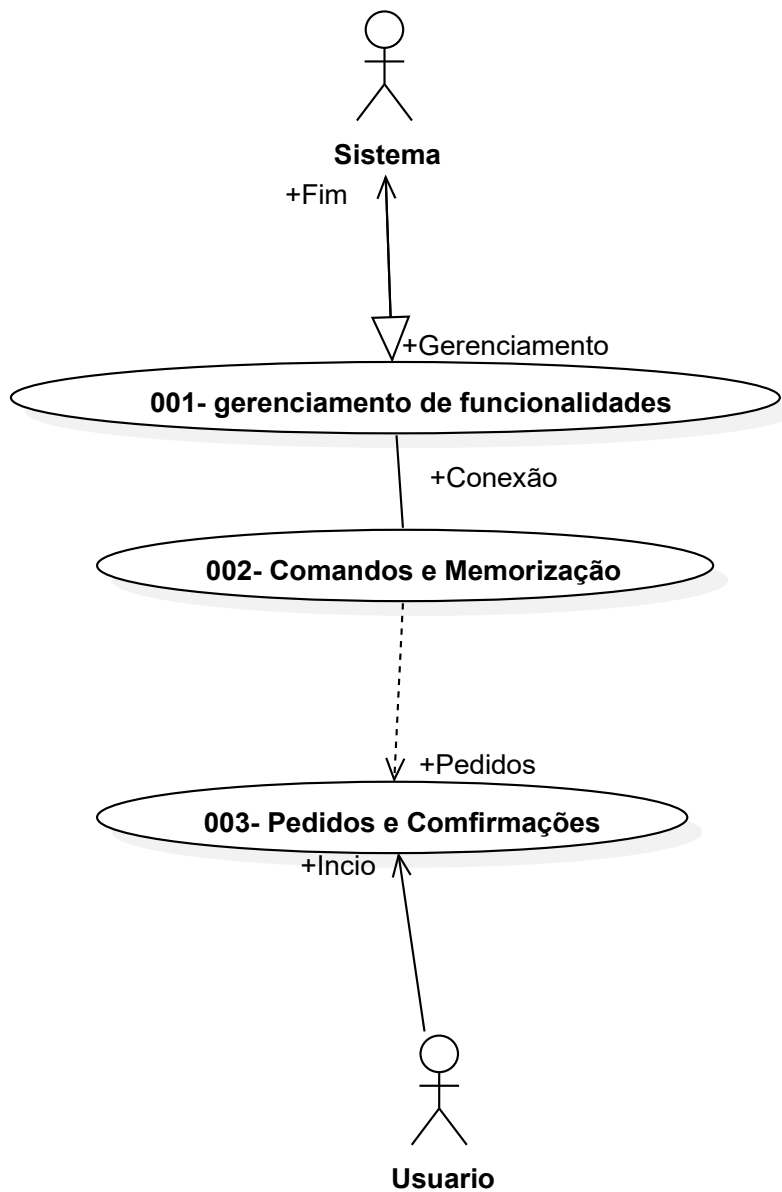 Sistema
+Fim
+Gerenciamento
001- gerenciamento de funcionalidades
+Conexão
002- Comandos e Memorização
+Pedidos
003- Pedidos e Comfirmações
+Incio
Usuario